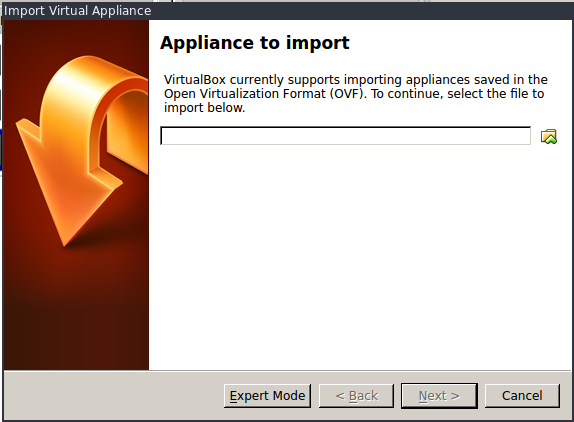 Import Virtual Appliance
Appliance to import
VirtualBox currently supports importing appliances saved in the
Open Virtualization Format (OVF). To continue, select the file to
import below.
Expert Mode
< Back
Next >
Cancel